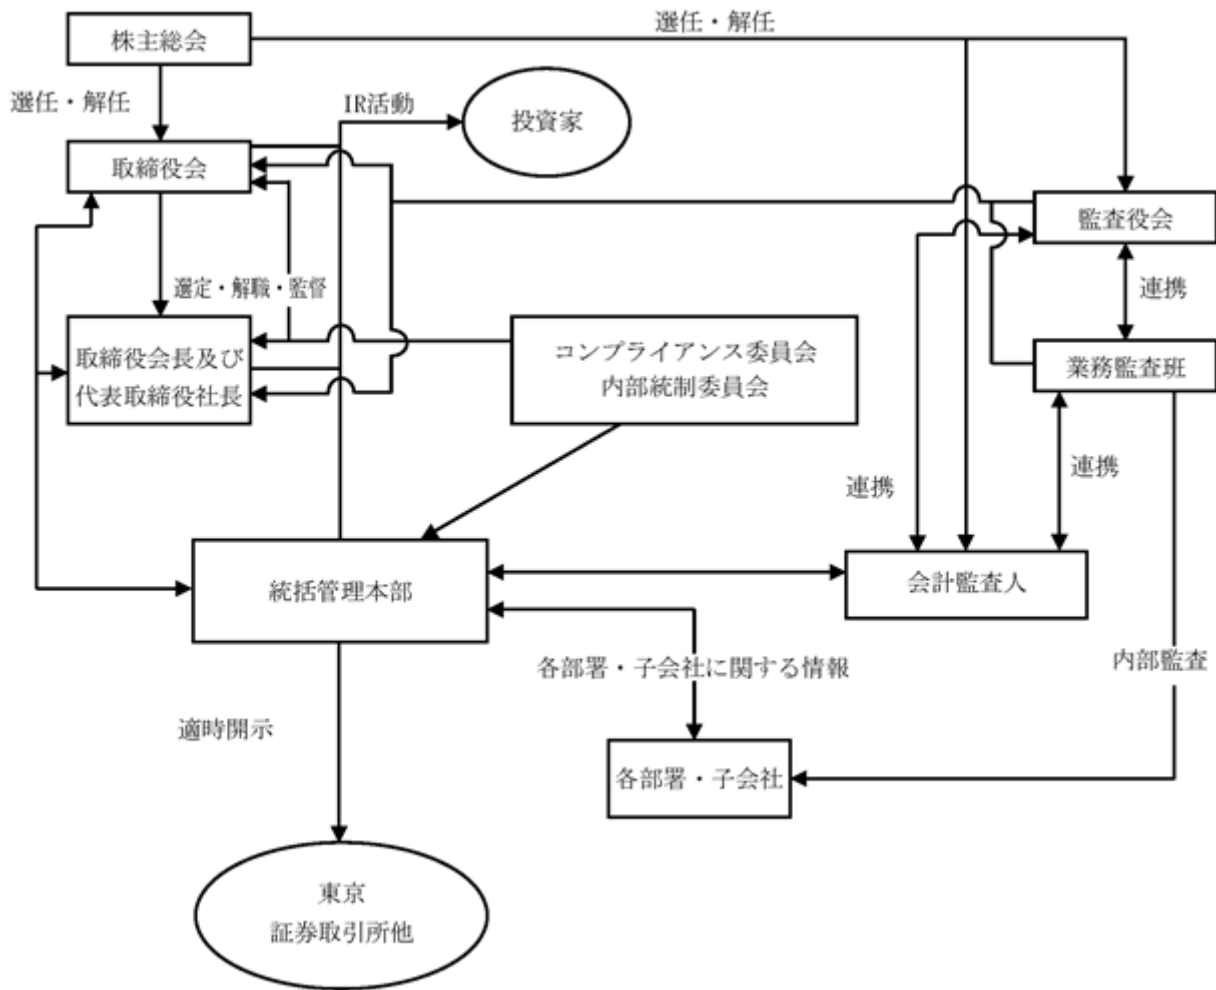 選任・解任
株主総会
選任・解任
IR活動
投資家
取締役会
監査役会
選定・解職・監督
連携
取締役会長及び
代表取締役社長
コンプライアンス委員会
内部統制委員会
業務監査班
連携
連携
統括管理本部
会計監査人
各部署・子会社に関する情報
内部監査
適時開示
各部署・子会社
東京
証券取引所他